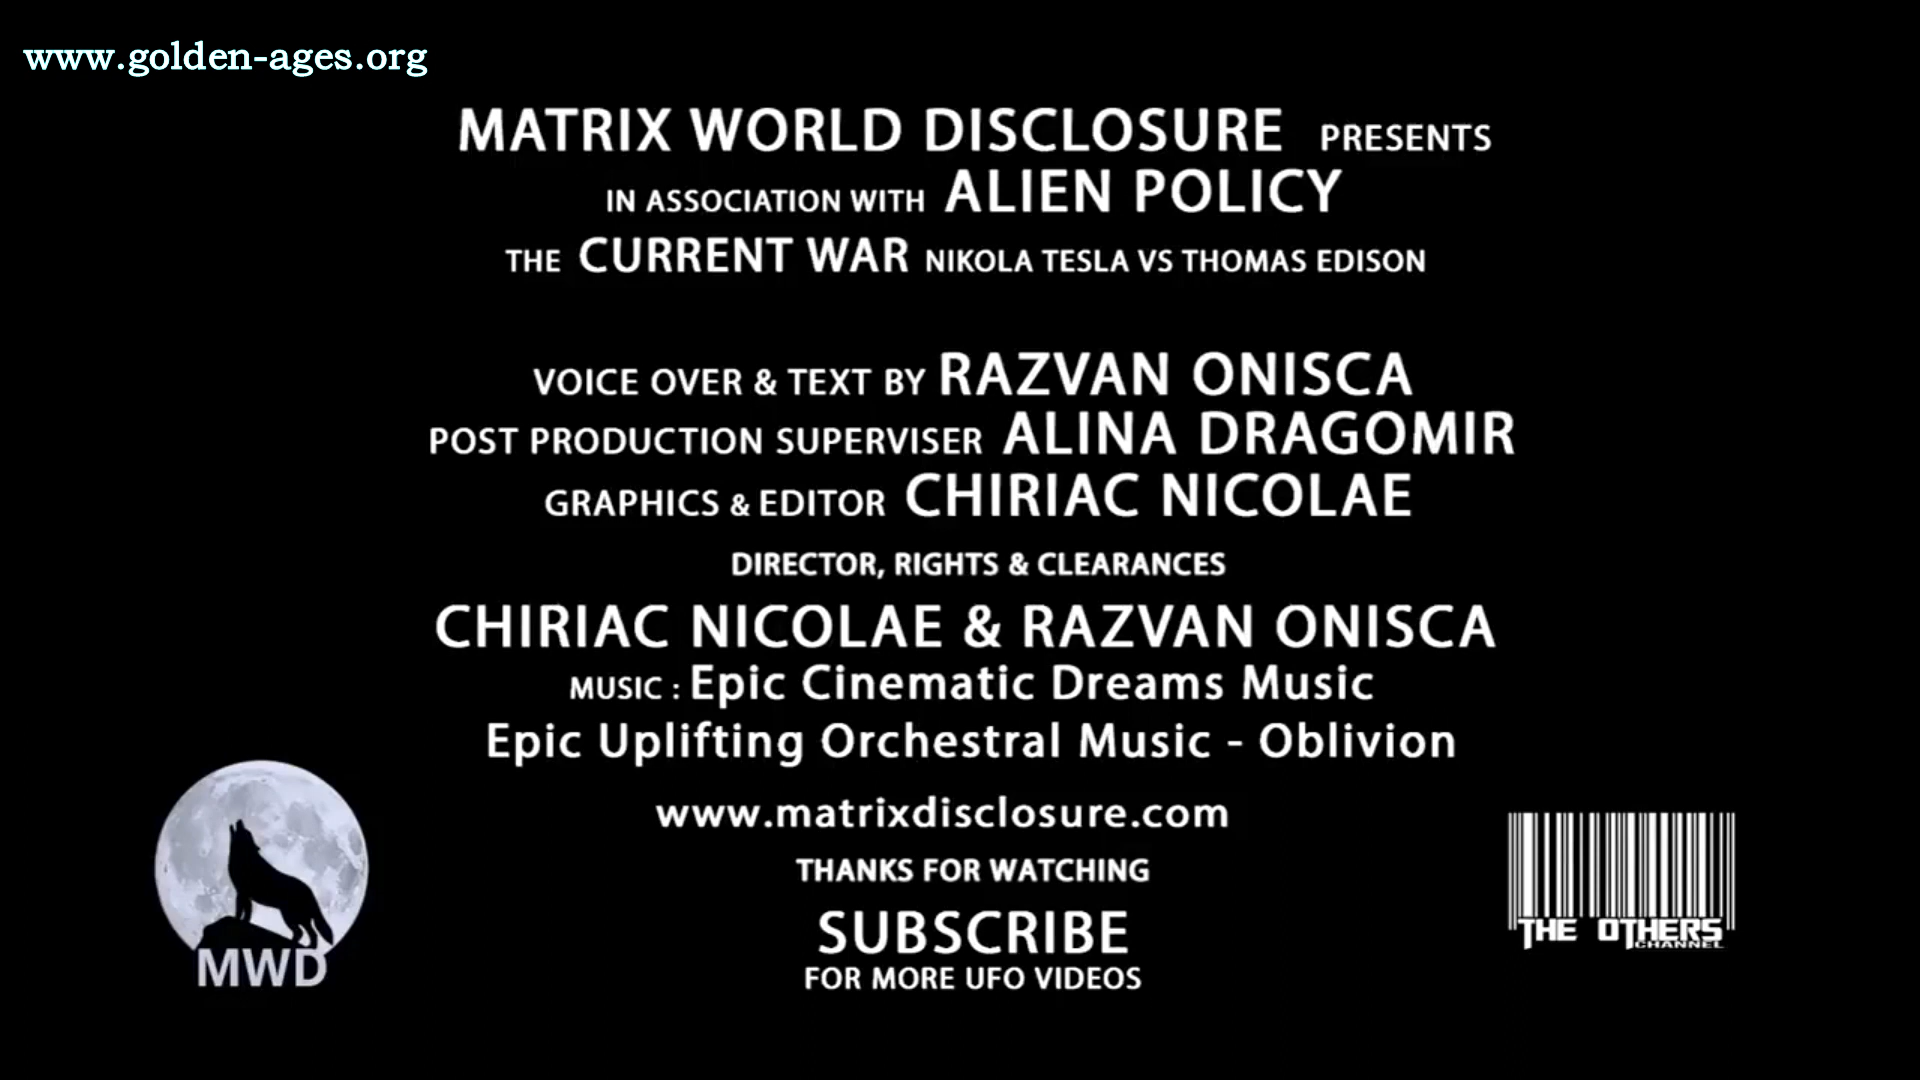 www.golden-ages.org
MATRIX WORLD DISCLOSURE PRESENTS
IN ASSOCIATION WITH ALIEN POLICY
THE CURRENT WAR NIKOLA TESLA VS THOMAS EDISON
VOICE OVER & TEXT BY RAZVAN ONISCA
POST PRODUCTION SUPERVISER ALINA DRAGOMIR
GRAPHICS & EDITOR CHIRIAC NICOLAE
DIRECTOR, RIGHTS & CLEARANCES
CHIRIAC NICOLAE & RAZVAN ONISCA
MUSIC : Epic Cinematic Dreams Music
Epic Uplifting Orchestral Music - Oblivion
www.matrixdisclosure.com
THANKS FOR WATCHING
SUBSCRIBE
FOR MORE UFO VIDEOS
MWD
THE OTHERS
CHANNEL